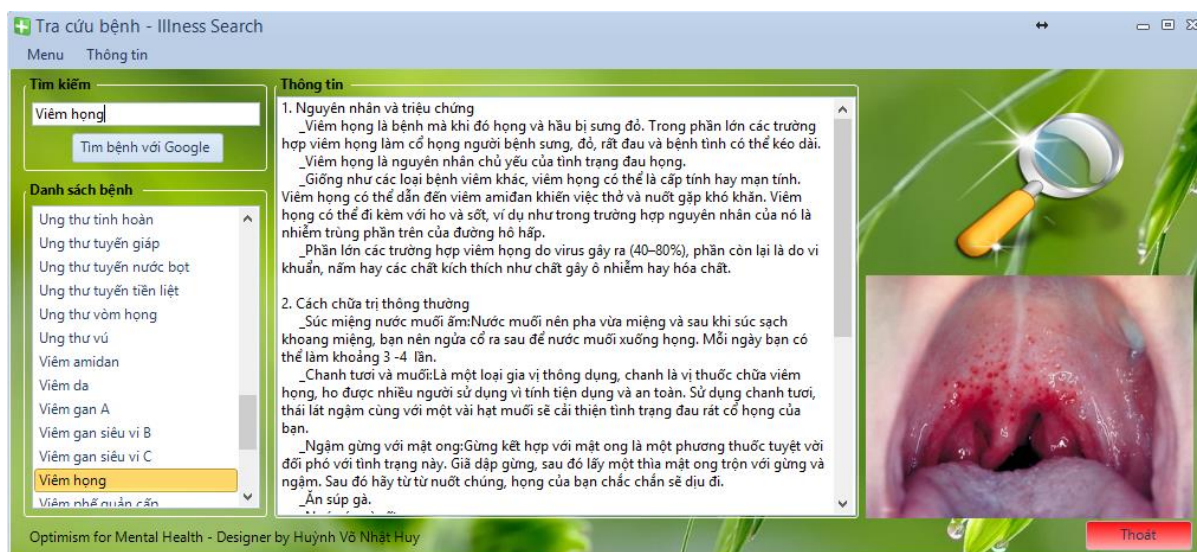 Tra cứu bệnh - Illness Search
Menu Thông tin
Tìm kiếm
Viêm họng
Tìm bệnh với Google
Danh sách bệnh
Ung thư tinh hoàn
Ung thư tuyến giáp
Ung thư tuyến nước bọt
Ung thư tuyến tiền liệt
Ung thư vòm họng
Ung thư vú
Viêm amidan
Viêm da
Viêm gan A
Viêm gan siêu vi B
Viêm gan siêu vi C
Viêm họng
Viêm phế quản cấp
Thông tin
1. Nguyên nhân và triệu chứng
_Viêm họng là bệnh mà khi đó họng và hầu bị sưng đỏ. Trong phần lớn các trường
hợp viêm họng làm cổ họng người bệnh sưng, đỏ, rất đau và bệnh tình có thể kéo dài.
_Viêm họng là nguyên nhân chủ yếu của tình trạng đau họng.
_Giống như các loại bệnh viêm khác, viêm họng có thể là cấp tính hay mạn tính.
Viêm họng có thể dẫn đến viêm amiđan khiến việc thở và nuốt gặp khó khăn. Viêm
họng có thể đi kèm với ho và sốt, ví dụ như trong trường hợp nguyên nhân của nó là
nhiễm trùng phần trên của đường hô hấp.
_Phần lớn các trường hợp viêm họng do virus gây ra (40–80%), phần còn lại là do vi
khuẩn, nấm hay các chất kích thích như chất gây ô nhiễm hay hóa chất.
2. Cách chữa trị thông thường
_Súc miệng nước muối ấm:Nước muối nên pha vừa miệng và sau khi súc sạch
khoang miệng, bạn nên ngửa cổ ra sau để nước muối xuống họng. Mỗi ngày bạn có
thể làm khoảng 3 -4 lần.
_Chanh tươi và muối:Là một loại gia vị thông dụng, chanh là vị thuốc chữa viêm
họng, ho được nhiều người sử dụng vì tính tiện dụng và an toàn. Sử dụng chanh tươi,
thái lát ngậm cùng với một vài hạt muối sẽ cải thiện tình trạng đau rát cổ họng của
bạn.
_Ngậm gừng với mật ong:Gừng kết hợp với mật ong là một phương thuốc tuyệt vời
đối phó với tình trạng này. Giã dập gừng, sau đó lấy một thìa mật ong trộn với gừng và
ngậm. Sau đó hãy từ từ nuốt chúng, họng của bạn chắc chắn sẽ dịu đi.
_Ăn súp gà.
Optimism for Mental Health - Designer by Huỳnh Võ Nhật Huy
Thoát